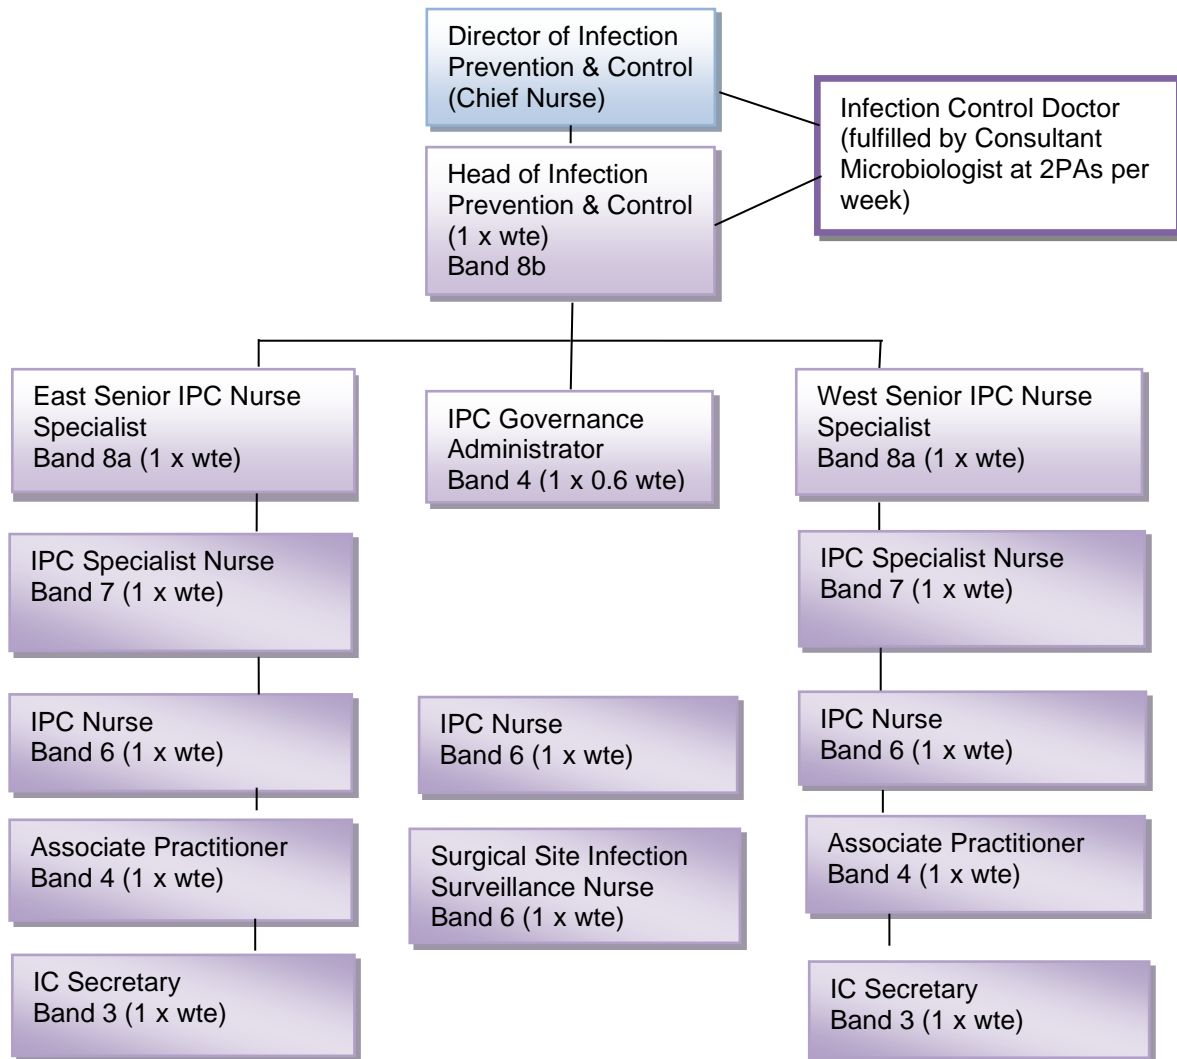 Director of Infection
Prevention & Control
(Chief Nurse)
Infection Control Doctor
(fulfilled by Consultant
Microbiologist at 2PAs per
week)
Head of Infection
Prevention & Control
(1 x wte)
Band 8b
East Senior IPC Nurse
Specialist
Band 8a (1 x wte)
IPC Governance
Administrator
Band 4 (1 x 0.6 wte)
West Senior IPC Nurse
Specialist
Band 8a (1 x wte)
IPC Specialist Nurse
Band 7 (1 x wte)
IPC Specialist Nurse
Band 7 (1 x wte)
IPC Nurse
Band 6 (1 x wte)
IPC Nurse
Band 6 (1 x wte)
IPC Nurse
Band 6 (1 x wte)
Associate Practitioner
Band 4 (1 x wte)
Surgical Site Infection
Surveillance Nurse
Band 6 (1 x wte)
Associate Practitioner
Band 4 (1 x wte)
IC Secretary
Band 3 (1 x wte)
IC Secretary
Band 3 (1 x wte)